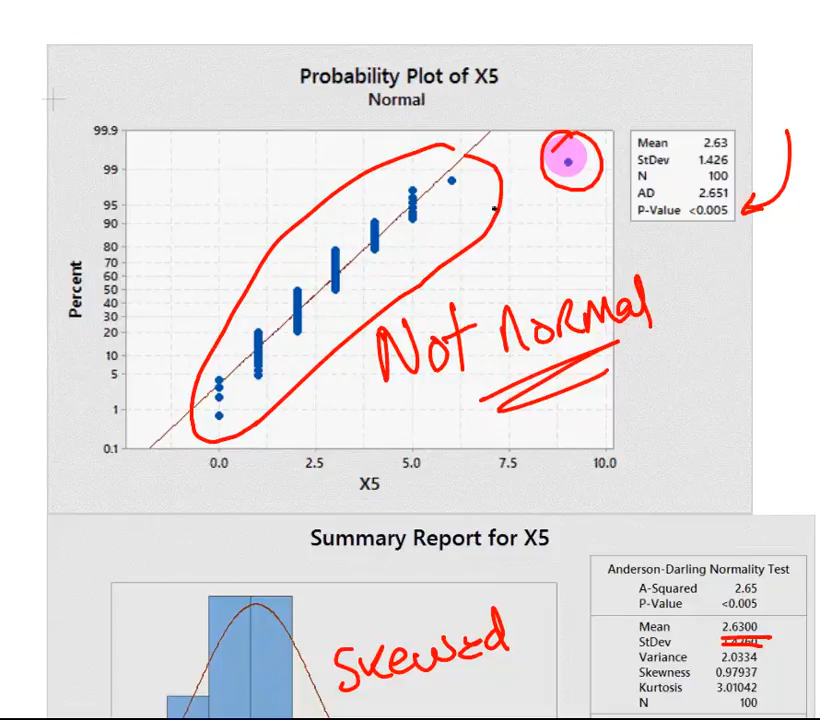 Probability Plot of X5
Normal
99.9
99
95
90
80
70
60
50
40
30
20
10
5
1
0.1
Percent
0.0 2.5 5.0 7.5 10.0
X5
Mean 2.63
StDev 1.426
N 100
AD 2.651
P-Value <0.005
Not NORMal
Summary Report for X5
Anderson-Darling Normality Test
A-Squared 2.65
P-Value <0.005
Mean 2.6300
StDev
Variance 2.0334
Skewness 0.97937
Kurtosis 3.01042
N 100
Skewed